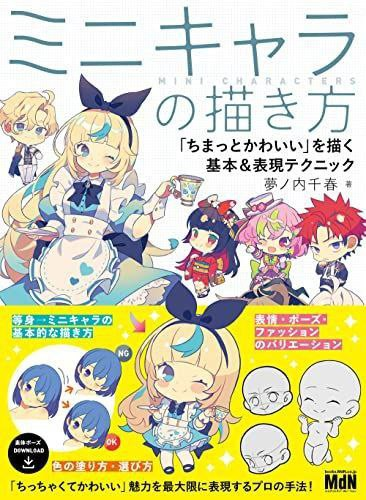 ミニキャラ
MINI CHARACTERS
の描き方
「ちまっとかわいい」を描く
基本&表現テクニック
夢ノ内千春 著
等身→ミニキャラの
基本的な描き方
表情・ポーズ・
ファッション
のバリエーション
NG
OK
素体ポーズ
DOWNLOAD
色の塗り方・選び方
「ちっちゃくてかわいい」魅力を最大限に表現するプロの手法!
books.MdN.co.jp
MdN